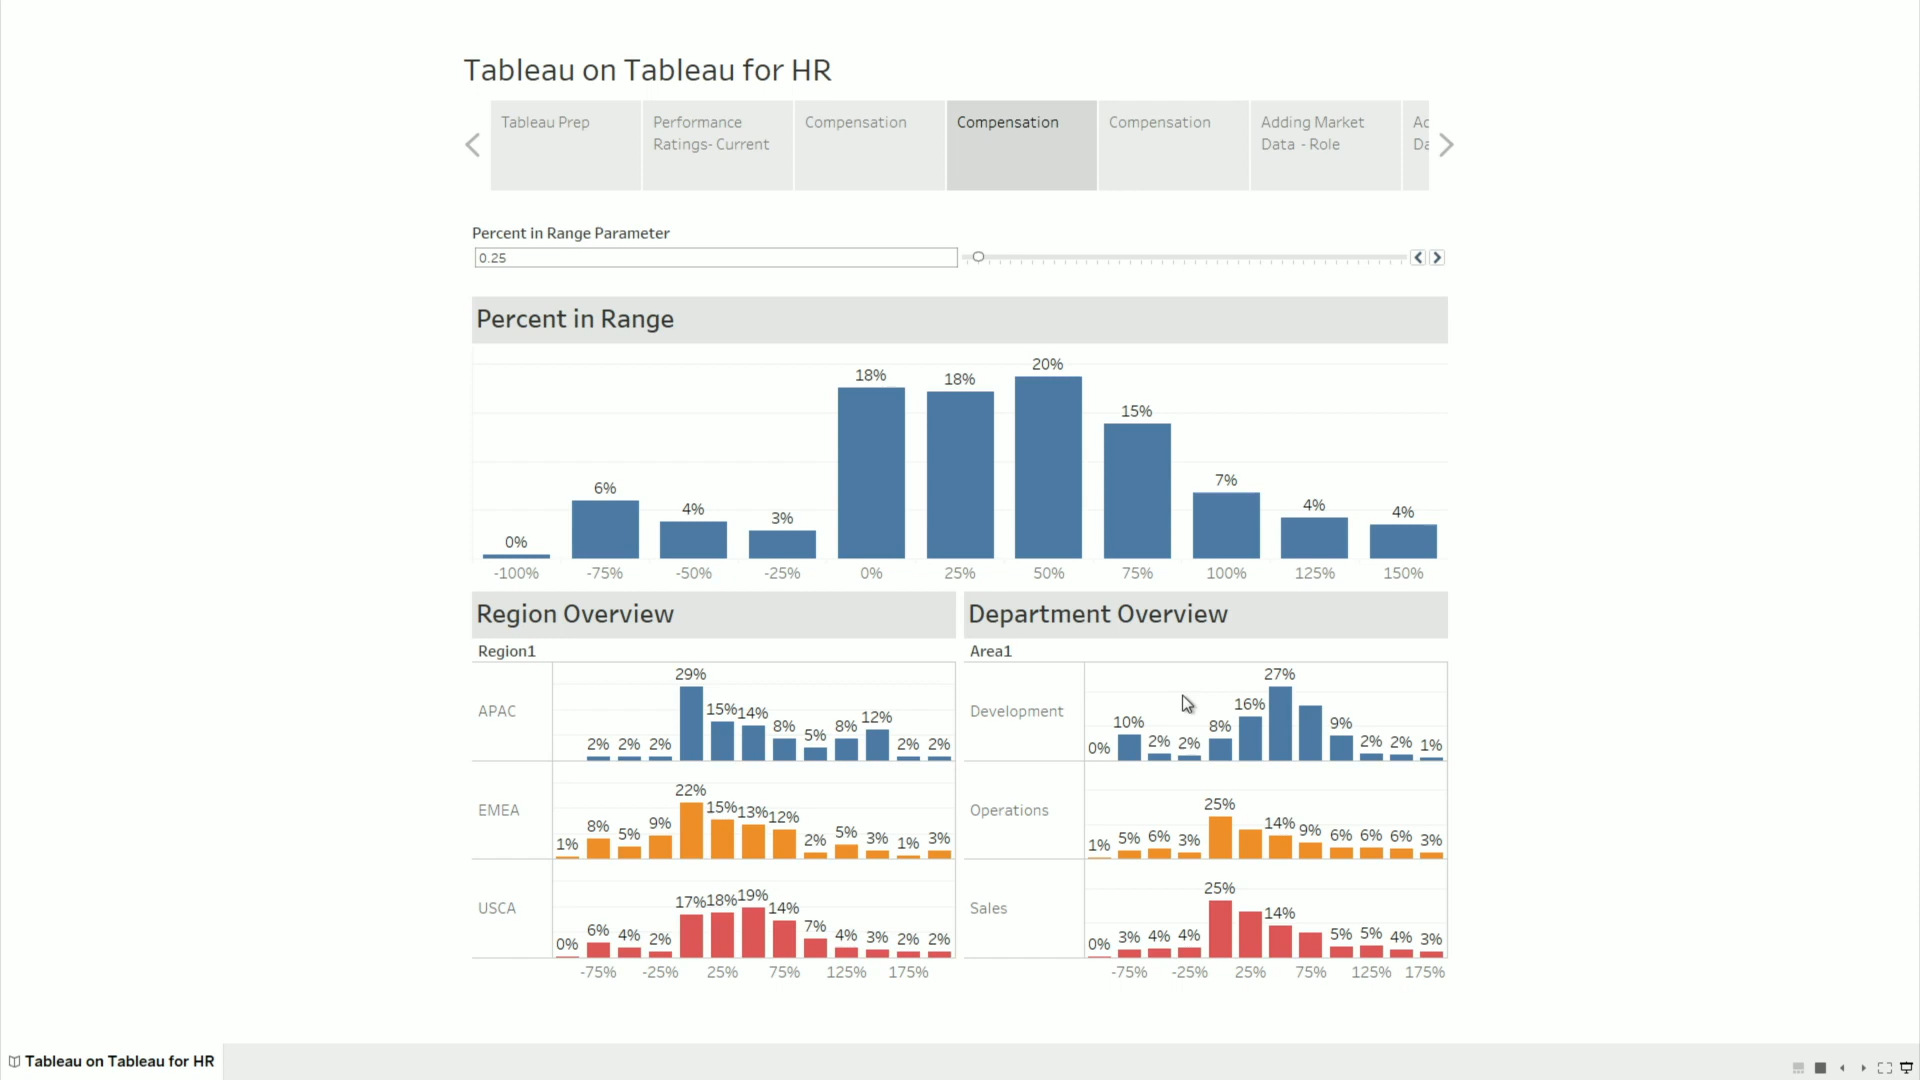 Tableau on Tableau for HR
Tableau Prep
Performance
Ratings- Current
Compensation
Compensation
Compensation
Adding Market
Data - Role
Percent in Range Parameter
0.25
Percent in Range
0% 6% 4% 3% 18% 18% 20% 15% 7% 4% 4%
-100% -75% -50% -25% 0% 25% 50% 75% 100% 125% 150%
Region Overview
Region1
APAC
2% 2% 2% 29% 15% 14% 8% 5% 8% 12% 2% 2%
EMEA
1% 8% 5% 9% 22% 15% 13% 12% 2% 5% 3% 1% 3%
USCA
0% 6% 4% 2% 17% 18% 19% 14% 7% 4% 3% 2% 2%
-75% -25% 25% 75% 125% 175%
Department Overview
Area1
Development
0% 10% 2% 2% 8% 16% 27% 9% 2% 2% 1%
Operations
1% 5% 6% 3% 25% 14% 9% 6% 6% 6% 3%
Sales
0% 3% 4% 4% 25% 14% 5% 5% 4% 3%
-75% -25% 25% 75% 125% 175%
Tableau on Tableau for HR